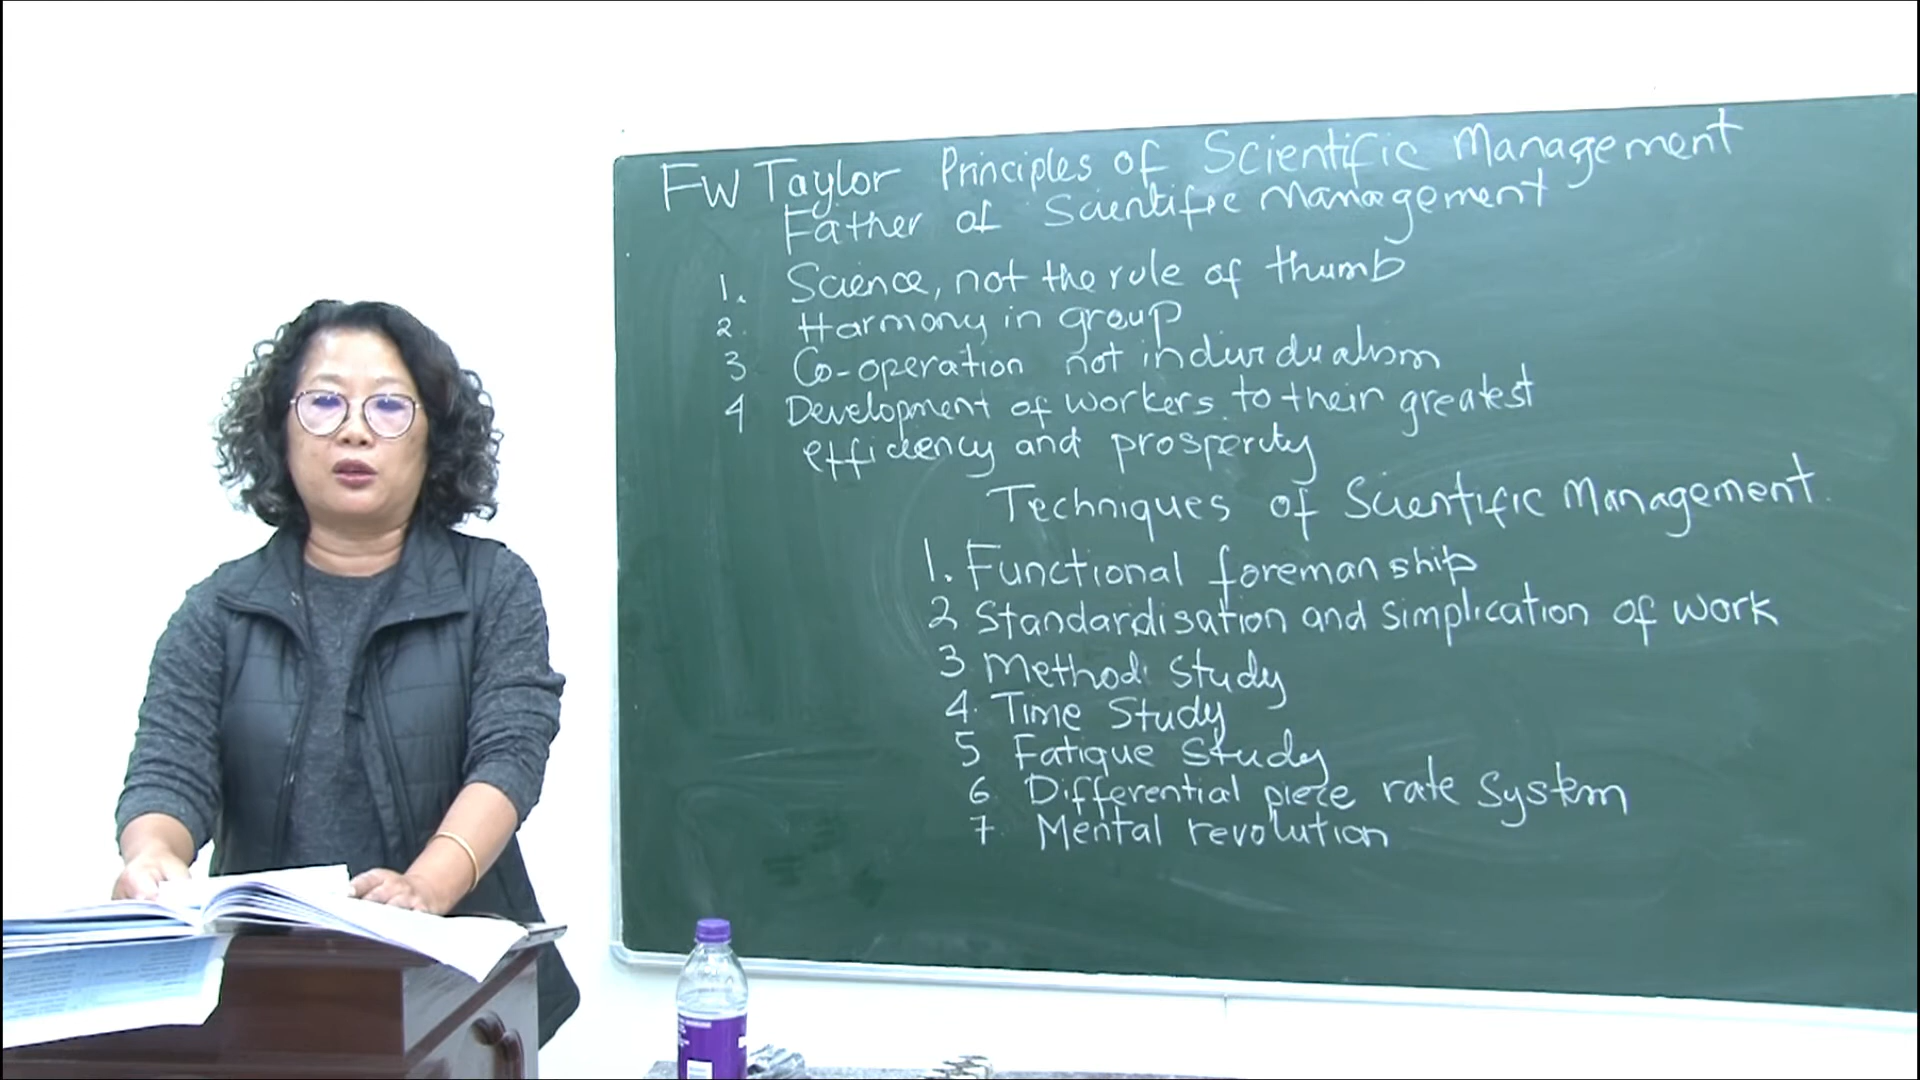 FW Taylor Principles of Scientific Management
Father of Scientific Management
1. Science, not the rule of thumb
2. Harmony in group
3 Co-operation not individualism
4 Development of workers to their greatest
efficiency and prosperity
Techniques of Scientific Management
1. Functional foremanship
2 Standardisation and simplication of work
3 Method study
4. Time Study
5 Fatique Study
6. Differential piece rate system
7 Mental revolution